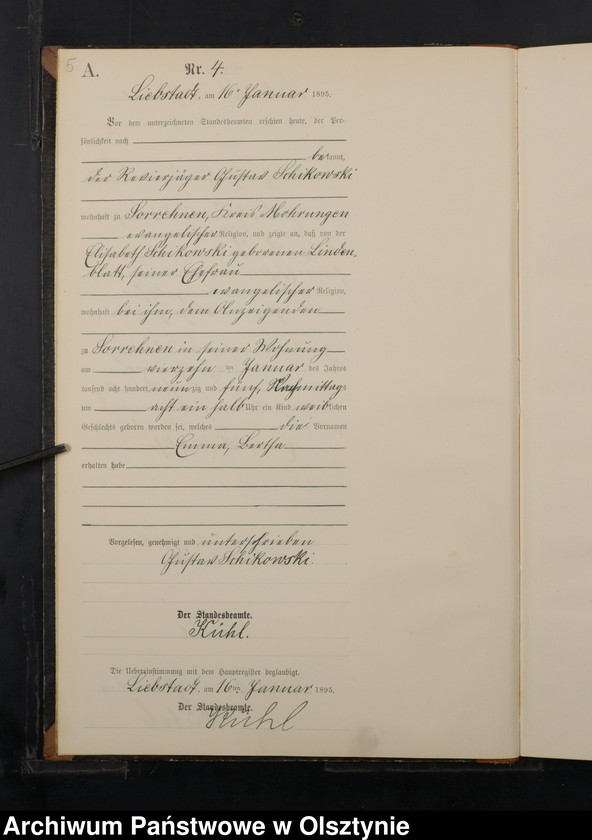 5
A. Nr. 4.
Liebstadt, am 16 Januar 1895.
Vor dem unterzeichneten Standesbeamten erschien heute, der Per-
sönlichkeit nach
bekannt,
der Revierjäger Gustav Schikowski
wohnhaft zu Sorrehnen, Kreis Mohrungen
evangelischer Religion, und zeigte an, daß von der
Elisabeth Schikowski geborenen Linden,
blatt, seiner Ehefrau
evangelischer Religion,
wohnhaft bei ihm, dem Anzeigenden
zu Sorrehnen in seiner Wohnung
am vierzehn ten Januar des Jahres
tausend acht hundert neunzig und fünf, Nachmittags
um acht ein halb Uhr ein Kind weiblichen
Geschlechts geboren worden sei, welches die Vornamen
Emma, Bertha
erhalten habe
Vorgelesen, genehmigt und unterschrieben
Gustav Schikowski.
Der Standesbeamte.
Kühl.
Die Uebereinstimmung mit dem Hauptregister beglaubigt.
Liebstadt, am 16ten Januar 1895.
Der Standesbeamte.
Kühl
Archiwum Państwowe w Olsztynie